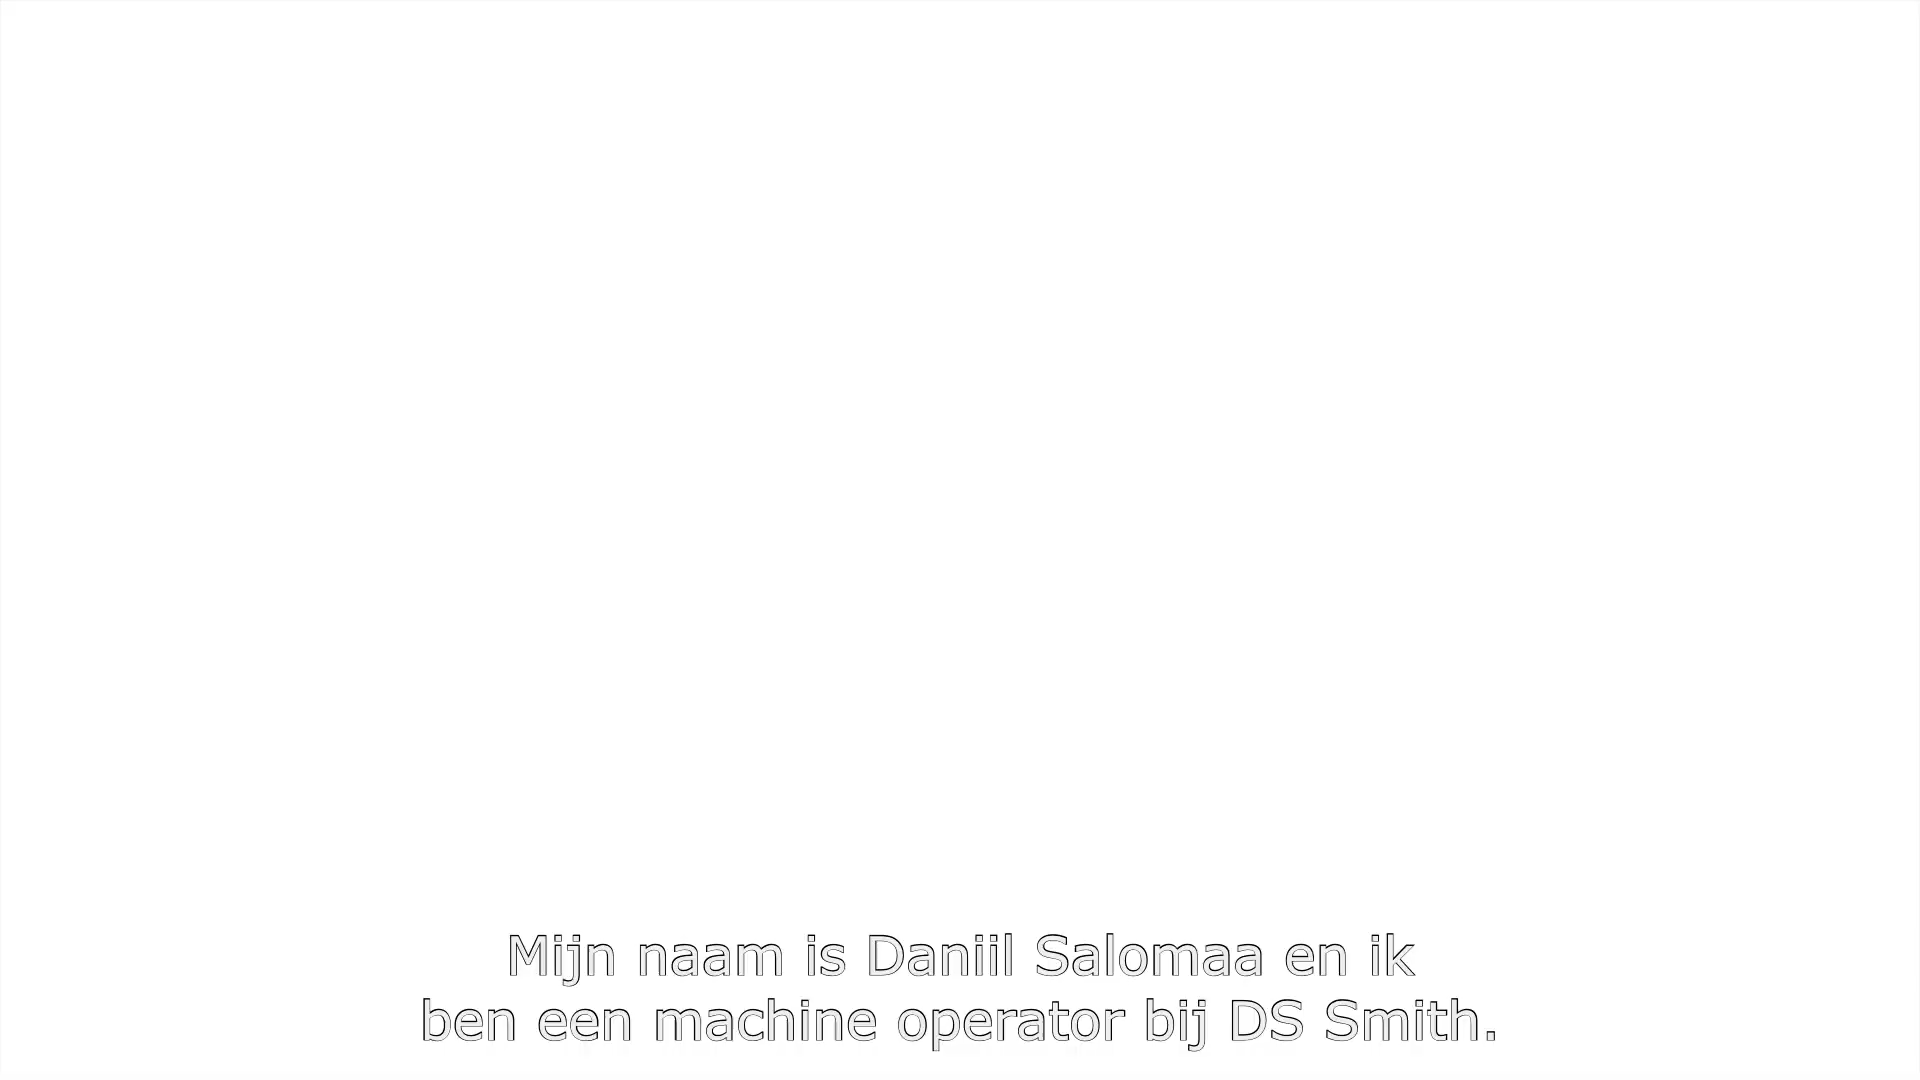 Mijn naam is Daniil Salomaa en ik
ben een machine operator bij DS Smith.